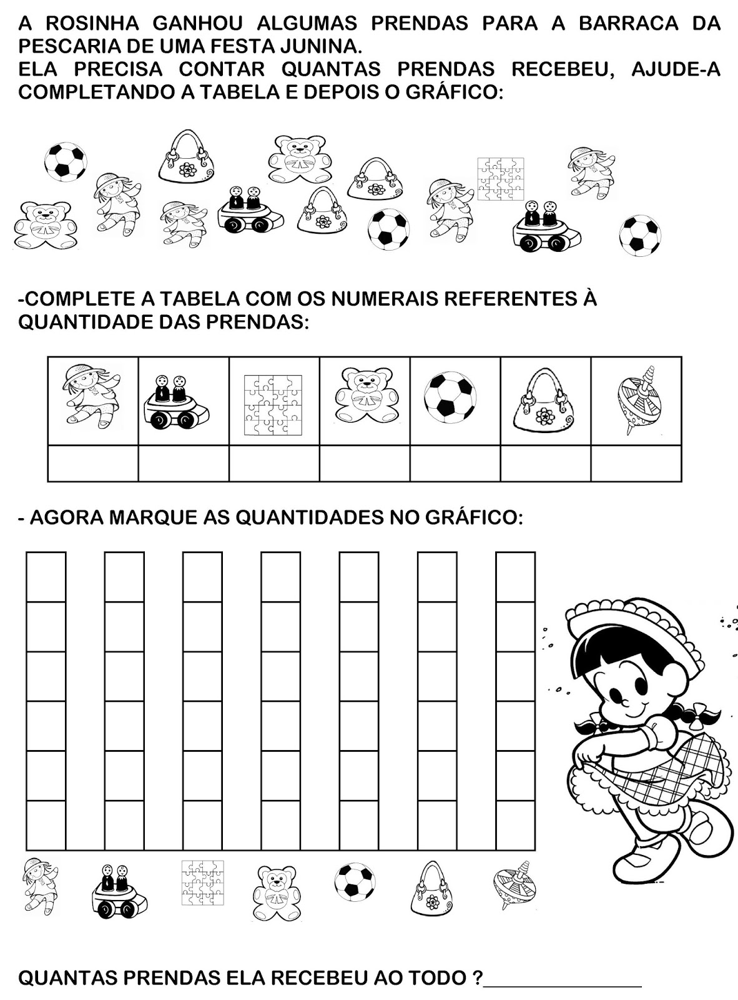 A ROSINHA GANHOU ALGUMAS PRENDAS PARA A BARRACA DA
PESCARIA DE UMA FESTA JUNINA.
ELA PRECISA CONTAR QUANTAS PRENDAS RECEBEU, AJUDE-A
COMPLETANDO A TABELA E DEPOIS O GRÁFICO:
-COMPLETE A TABELA COM OS NUMERAIS REFERENTES À
QUANTIDADE DAS PRENDAS:
- AGORA MARQUE AS QUANTIDADES NO GRÁFICO:
QUANTAS PRENDAS ELA RECEBEU AO TODO ?________________